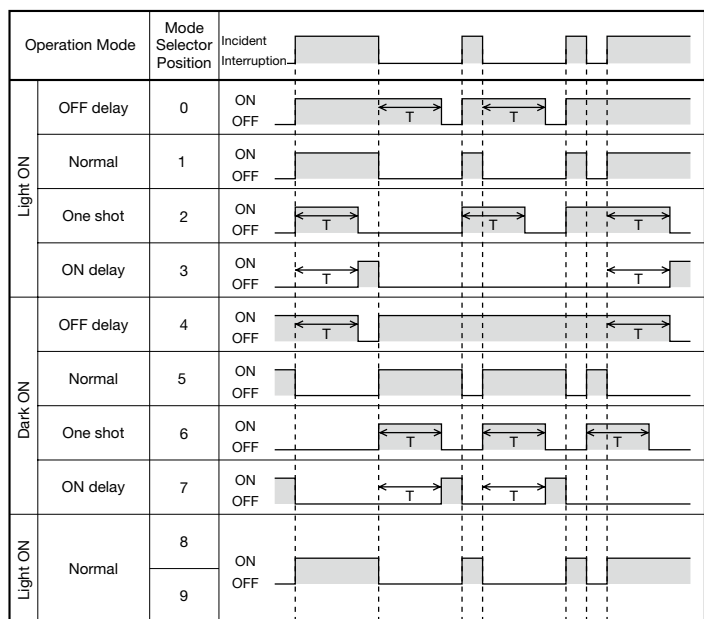 Operation Mode
Mode
Selector
Position
Incident
Interruption
Light ON
OFF delay
0
ON
OFF
T
T
Normal
1
ON
OFF
One shot
2
ON
OFF
T
T
T
ON delay
3
ON
OFF
T
T
Dark ON
OFF delay
4
ON
OFF
T
T
Normal
5
ON
OFF
One shot
6
ON
OFF
T
T
T
ON delay
7
ON
OFF
T
T
Light ON
Normal
8
9
ON
OFF